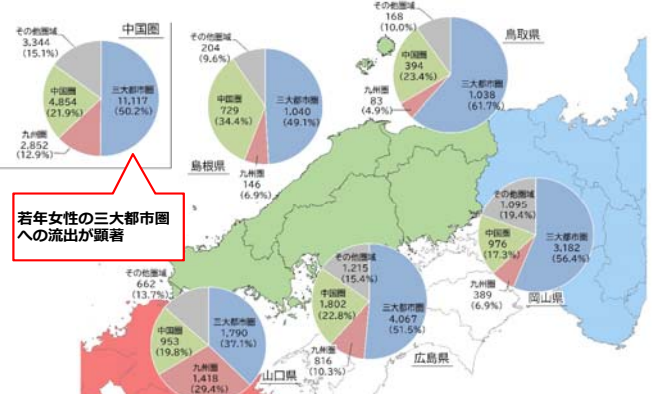 中国圏
その他圏域
3,344
(15.1%)
中国圏
4,854
(21.9%)
九州圏
2,852
(12.9%)
三大都市圏
11,117
(50.2%)
若年女性の三大都市圏
への流出が顕著
その他圏域
204
(9.6%)
中国圏
729
(34.4%)
三大都市圏
1,040
(49.1%)
九州圏
146
(6.9%)
島根県
その他圏域
168
(10.0%)
中国圏
394
(23.4%)
九州圏
83
(4.9%)
三大都市圏
1,038
(61.7%)
鳥取県
その他圏域
1,095
(19.4%)
中国圏
976
(17.3%)
三大都市圏
3,182
(56.4%)
九州圏
389
(6.9%)
岡山県
その他圏域
1,215
(15.4%)
中国圏
1,802
(22.8%)
三大都市圏
4,067
(51.5%)
九州圏
816
(10.3%)
広島県
その他圏域
662
(13.7%)
三大都市圏
1,790
(37.1%)
中国圏
953
(19.8%)
九州圏
1,418
(29.4%)
山口県